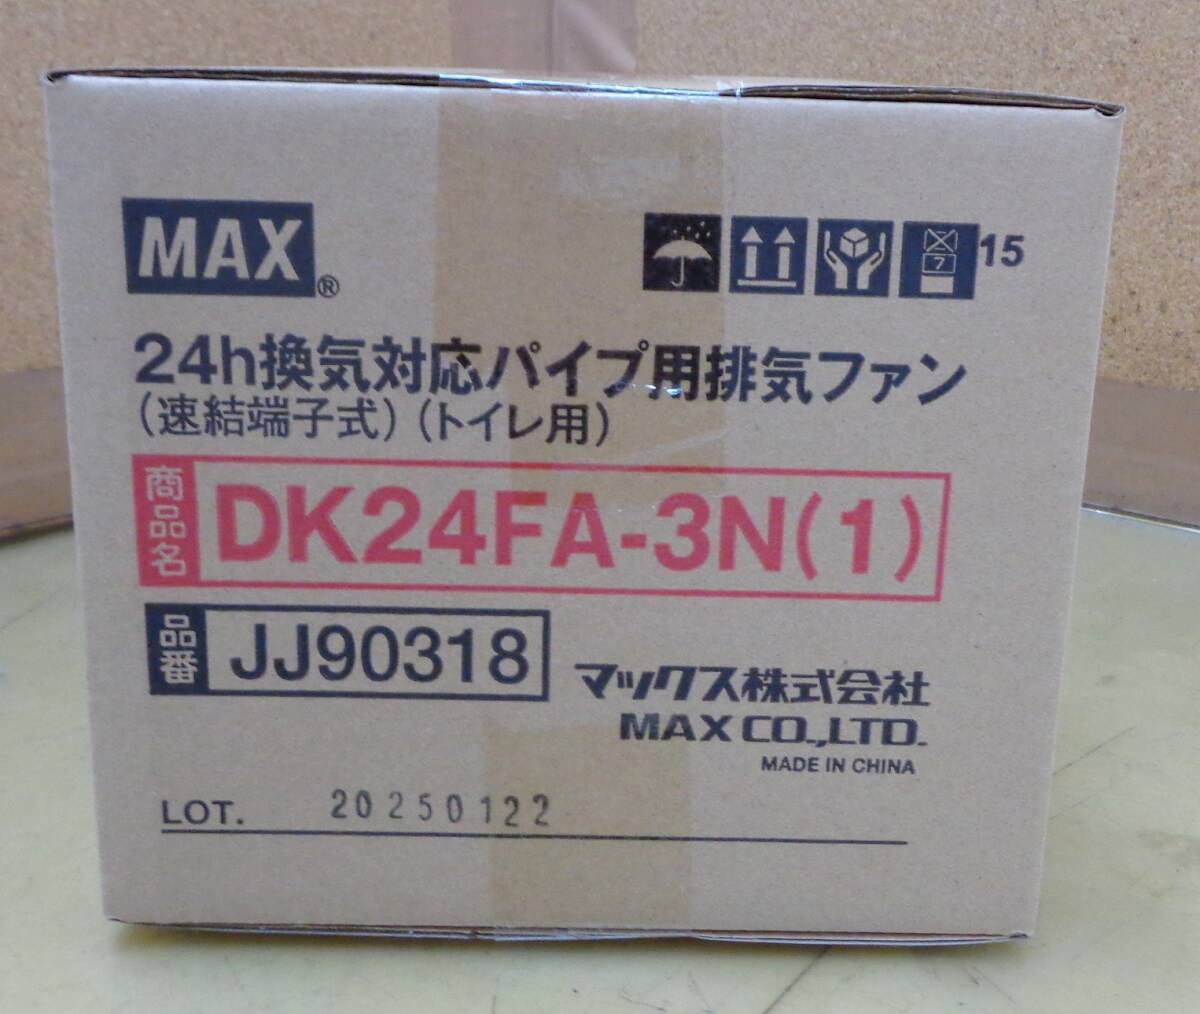 MAX®
7 15
24h換気対応パイプ用排気ファン
(速結端子式)(トイレ用)
商品名 DK24FA-3N(1)
品番 JJ90318
マックス株式会社
MAX CO.,LTD.
MADE IN CHINA
LOT. 20250122